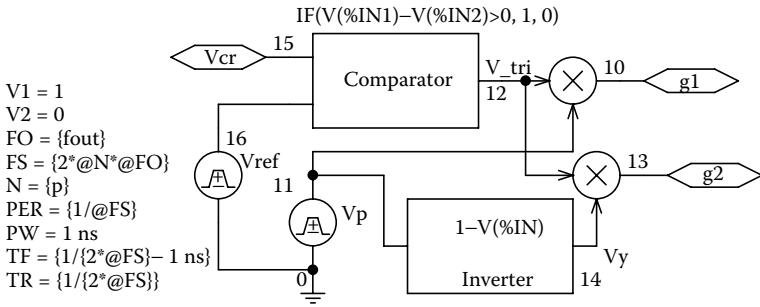 IF(V(%IN1)–V(%IN2)>0, 1, 0)
Vcr
15
Comparator
V_tri
12
10
g1
V1 = 1
V2 = 0
FO = {fout}
FS = {2*@N*@FO}
N = {p}
PER = {1/@FS}
PW = 1 ns
TF = {1/{2*@FS}– 1 ns}
TR = {1/{2*@FS}}
16
Vref
11
Vp
0
13
g2
1–V(%IN)
Inverter
Vy
14